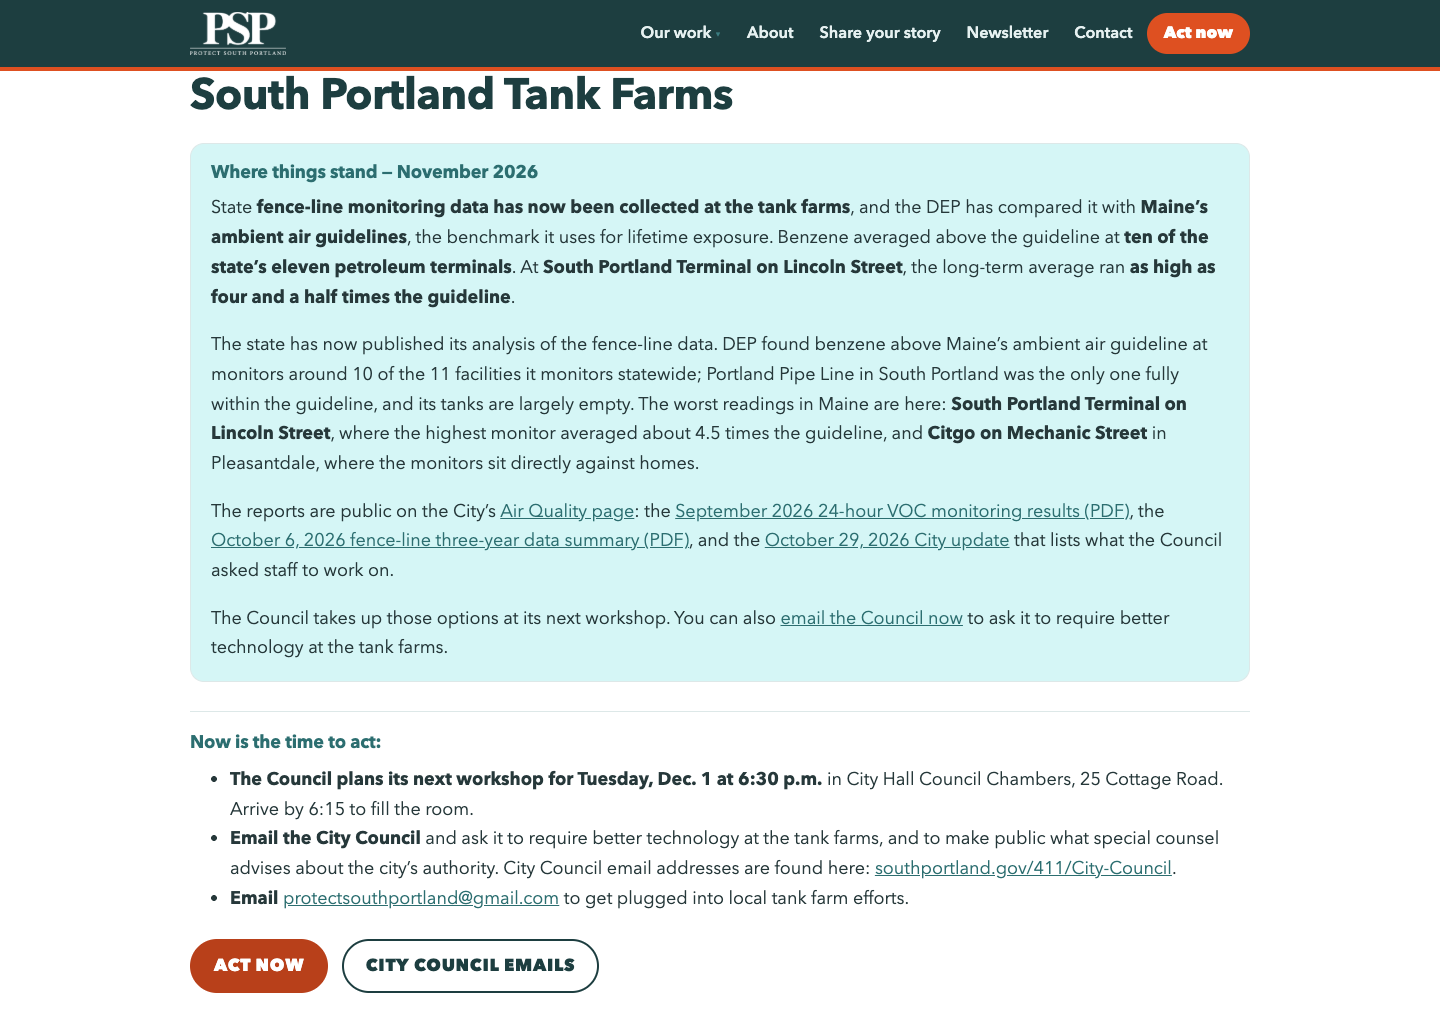 PSP
PROTECT SOUTH PORTLAND
Our work
About
Share your story
Newsletter
Contact
Act now
South Portland Tank Farms
Where things stand – November 2026
State fence-line monitoring data has now been collected at the tank farms, and the DEP has compared it with Maine’s
ambient air guidelines, the benchmark it uses for lifetime exposure. Benzene averaged above the guideline at ten of the
state’s eleven petroleum terminals. At South Portland Terminal on Lincoln Street, the long-term average ran as high as
four and a half times the guideline.
The state has now published its analysis of the fence-line data. DEP found benzene above Maine’s ambient air guideline at
monitors around 10 of the 11 facilities it monitors statewide; Portland Pipe Line in South Portland was the only one fully
within the guideline, and its tanks are largely empty. The worst readings in Maine are here: South Portland Terminal on
Lincoln Street, where the highest monitor averaged about 4.5 times the guideline, and Citgo on Mechanic Street in
Pleasantdale, where the monitors sit directly against homes.
The reports are public on the City’s Air Quality page: the September 2026 24-hour VOC monitoring results (PDF), the
October 6, 2026 fence-line three-year data summary (PDF), and the October 29, 2026 City update that lists what the Council
asked staff to work on.
The Council takes up those options at its next workshop. You can also email the Council now to ask it to require better
technology at the tank farms.
Now is the time to act:
• The Council plans its next workshop for Tuesday, Dec. 1 at 6:30 p.m. in City Hall Council Chambers, 25 Cottage Road.
Arrive by 6:15 to fill the room.
• Email the City Council and ask it to require better technology at the tank farms, and to make public what special counsel
advises about the city’s authority. City Council email addresses are found here: southportland.gov/411/City-Council.
• Email protectsouthportland@gmail.com to get plugged into local tank farm efforts.
ACT NOW
CITY COUNCIL EMAILS